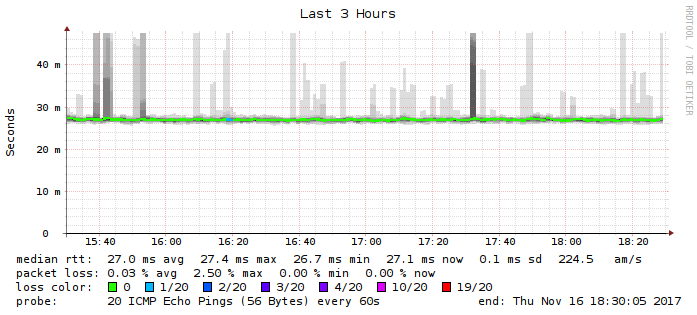 Last 3 Hours
RRDTOOL / TOBI OETIKER
Seconds
40 m
30 m
20 m
10 m
0
15:40 16:00 16:20 16:40 17:00 17:20 17:40 18:00 18:20
median rtt: 27.0 ms avg 27.4 ms max 26.7 ms min 27.1 ms now 0.1 ms sd 224.5 am/s
packet loss: 0.03 % avg 2.50 % max 0.00 % min 0.00 % now
loss color: 0 1/20 2/20 3/20 4/20 10/20 19/20
probe: 20 ICMP Echo Pings (56 Bytes) every 60s end: Thu Nov 16 18:30:05 2017